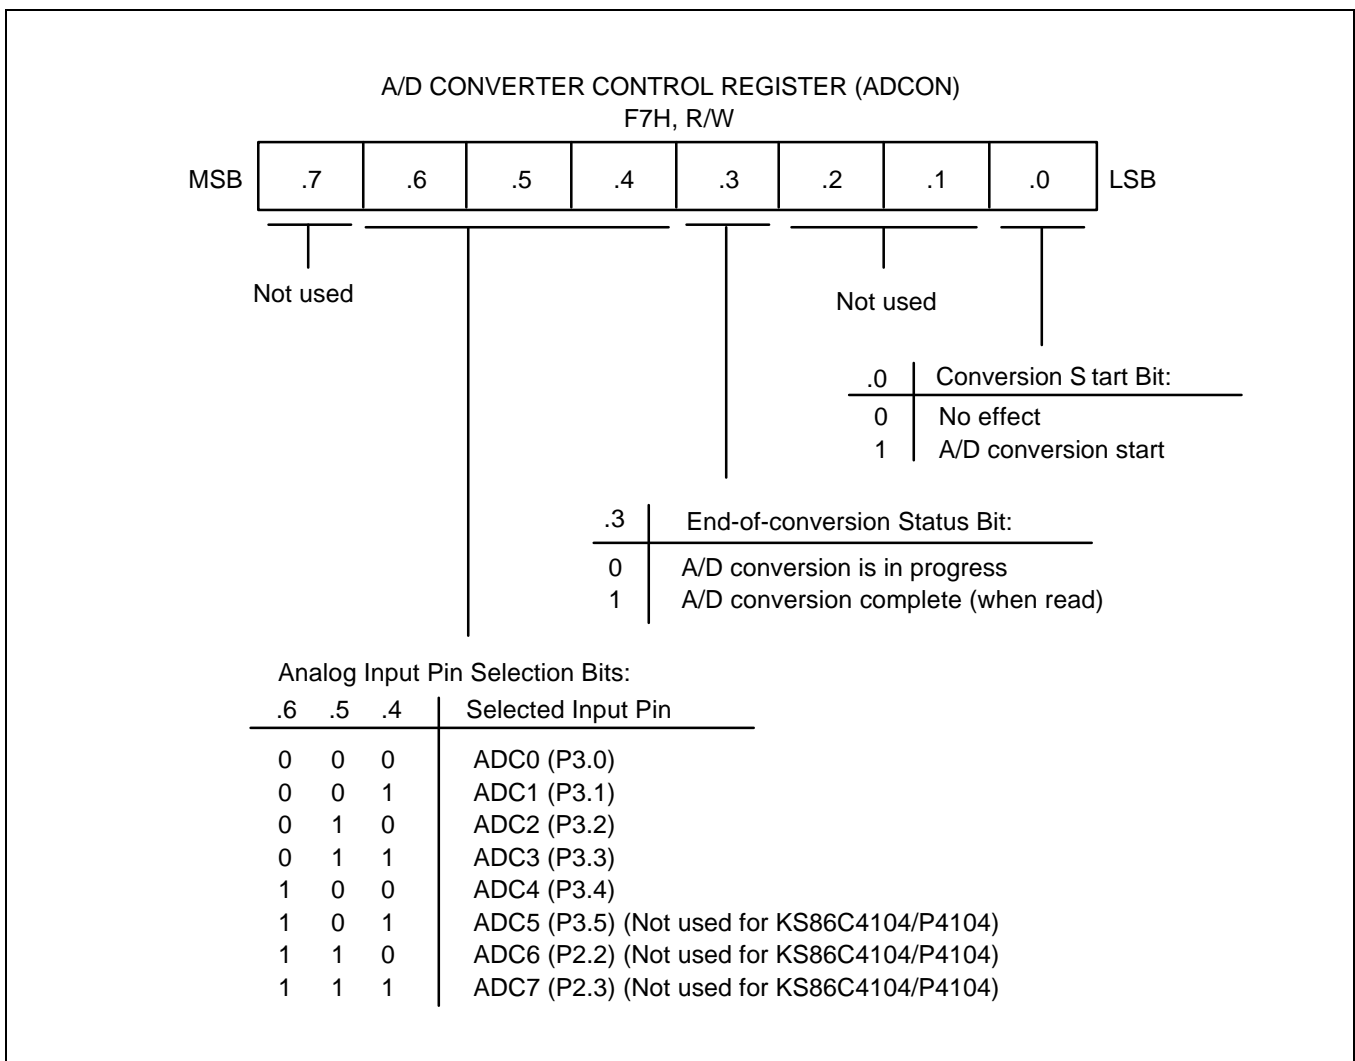 A/D CONVERTER CONTROL REGISTER (ADCON)
F7H, R/W
MSB .7 .6 .5 .4 .3 .2 .1 .0 LSB
Not used
Not used
.0 Conversion S tart Bit:
0 No effect
1 A/D conversion start
.3 End-of-conversion Status Bit:
0 A/D conversion is in progress
1 A/D conversion complete (when read)
Analog Input Pin Selection Bits:
.6 .5 .4 Selected Input Pin
0 0 0 ADC0 (P3.0)
0 0 1 ADC1 (P3.1)
0 1 0 ADC2 (P3.2)
0 1 1 ADC3 (P3.3)
1 0 0 ADC4 (P3.4)
1 0 1 ADC5 (P3.5) (Not used for KS86C4104/P4104)
1 1 0 ADC6 (P2.2) (Not used for KS86C4104/P4104)
1 1 1 ADC7 (P2.3) (Not used for KS86C4104/P4104)